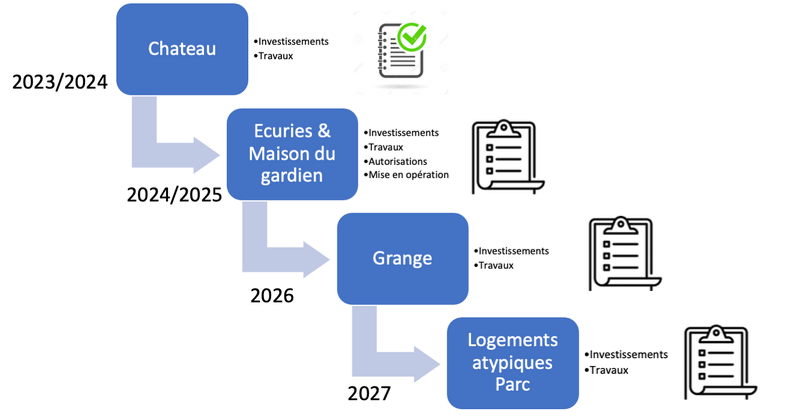 Chateau
•Investissements
•Travaux
2023/2024
Ecuries &
Maison du
gardien
•Investissements
•Travaux
•Autorisations
•Mise en opération
2024/2025
Grange
•Investissements
•Travaux
2026
Logements
atypiques
Parc
•Investissements
•Travaux
2027